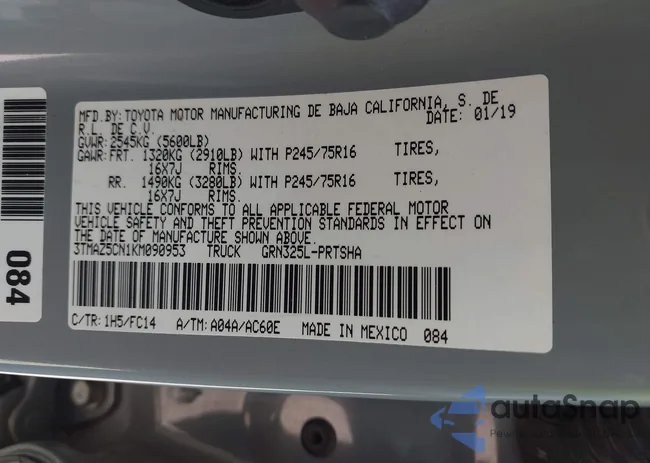 MFD.BY:TOYOTA MOTOR MANUFACTURING DE BAJA CALIFORNIA, S. DE
R.L. DE C.V. DATE: 01/19
GVWR:2545KG (5600LB)
GAWR:FRT. 1320KG (2910LB) WITH P245/75R16 TIRES,
16X7J RIMS.
RR. 1490KG (3280LB) WITH P245/75R16 TIRES,
16X7J RIMS.
THIS VEHICLE CONFORMS TO ALL APPLICABLE FEDERAL MOTOR
VEHICLE SAFETY AND THEFT PREVENTION STANDARDS IN EFFECT ON
THE DATE OF MANUFACTURE SHOWN ABOVE.
3TMAZ5CN1KM090953 TRUCK GRN325L-PRTSHA
C/TR:1H5/FC14 A/TM:A04A/AC60E MADE IN MEXICO 084
084
autoSnap